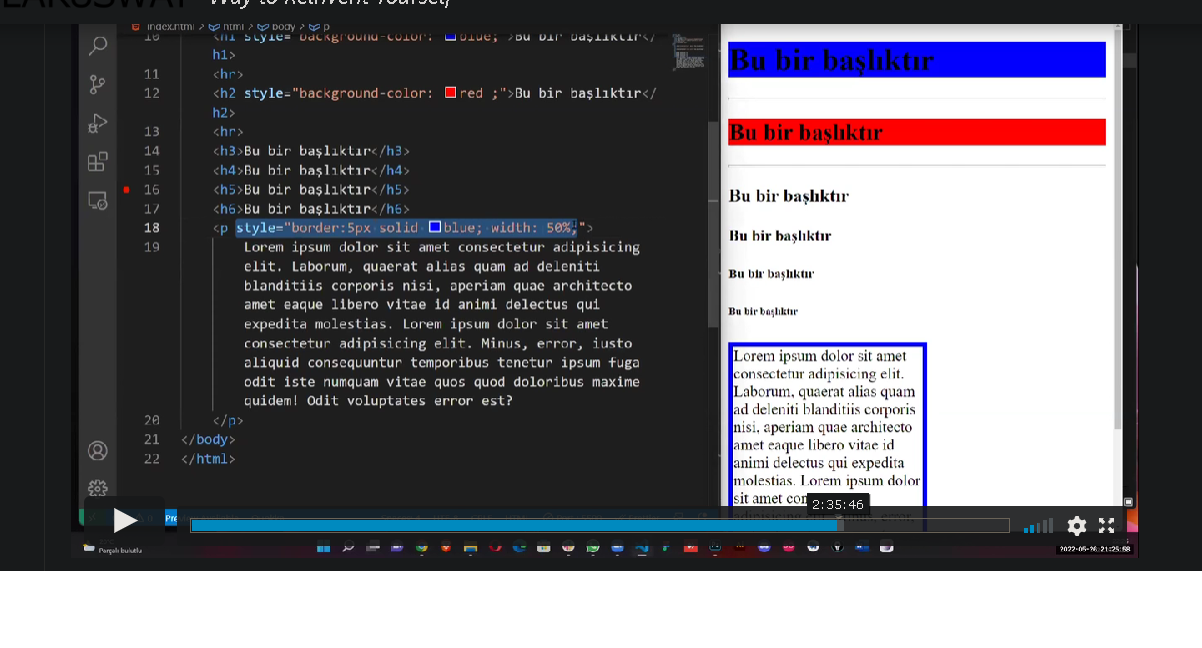 Way to Reinvent Yourself
index.html > html > body > p
10 <h1 style="background-color: blue; ">Bu bir başlıktır</
h1>
11 <hr>
12 <h2 style="background-color: red ;">Bu bir başlıktır</
h2>
13 <hr>
14 <h3>Bu bir başlıktır</h3>
15 <h4>Bu bir başlıktır</h4>
16 <h5>Bu bir başlıktır</h5>
17 <h6>Bu bir başlıktır</h6>
18 <p style="border:5px solid blue; width: 50%;">
19 Lorem ipsum dolor sit amet consectetur adipisicing
elit. Laborum, quaerat alias quam ad deleniti
blanditiis corporis nisi, aperiam quae architecto
amet eaque libero vitae id animi delectus qui
expedita molestias. Lorem ipsum dolor sit amet
consectetur adipisicing elit. Minus, error, iusto
aliquid consequuntur temporibus tenetur ipsum fuga
odit iste numquam vitae quos quod doloribus maxime
quidem! Odit voluptates error est?
20 </p>
21 </body>
22 </html>
Bu bir başlıktır
Bu bir başlıktır
Bu bir başlıktır
Bu bir başlıktır
Bu bir başlıktır
Bu bir başlıktır
Lorem ipsum dolor sit amet
consectetur adipisicing elit.
Laborum, quaerat alias quam
ad deleniti blanditiis corporis
nisi, aperiam quae architecto
amet eaque libero vitae id
animi delectus qui expedita
molestias. Lorem ipsum dolor
sit amet
2:35:46
Parçalı bulutlu
2022-05-26 21:25:58